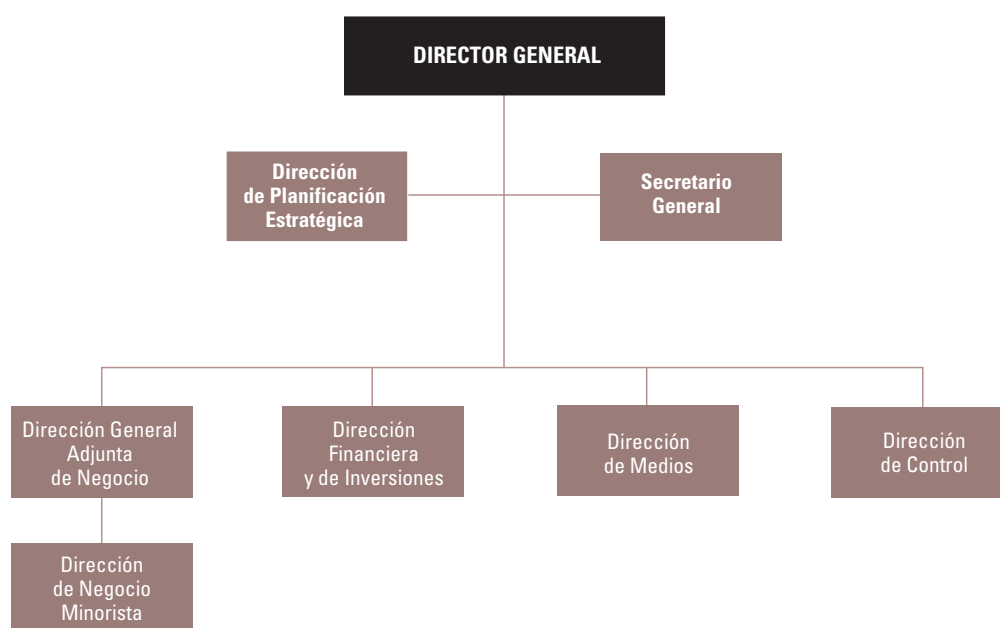 DIRECTOR GENERAL
Dirección
de Planificación
Estratégica
Secretario
General
Dirección General
Adjunta
de Negocio
Dirección
Financiera
y de Inversiones
Dirección
de Medios
Dirección
de Control
Dirección
de Negocio
Minorista